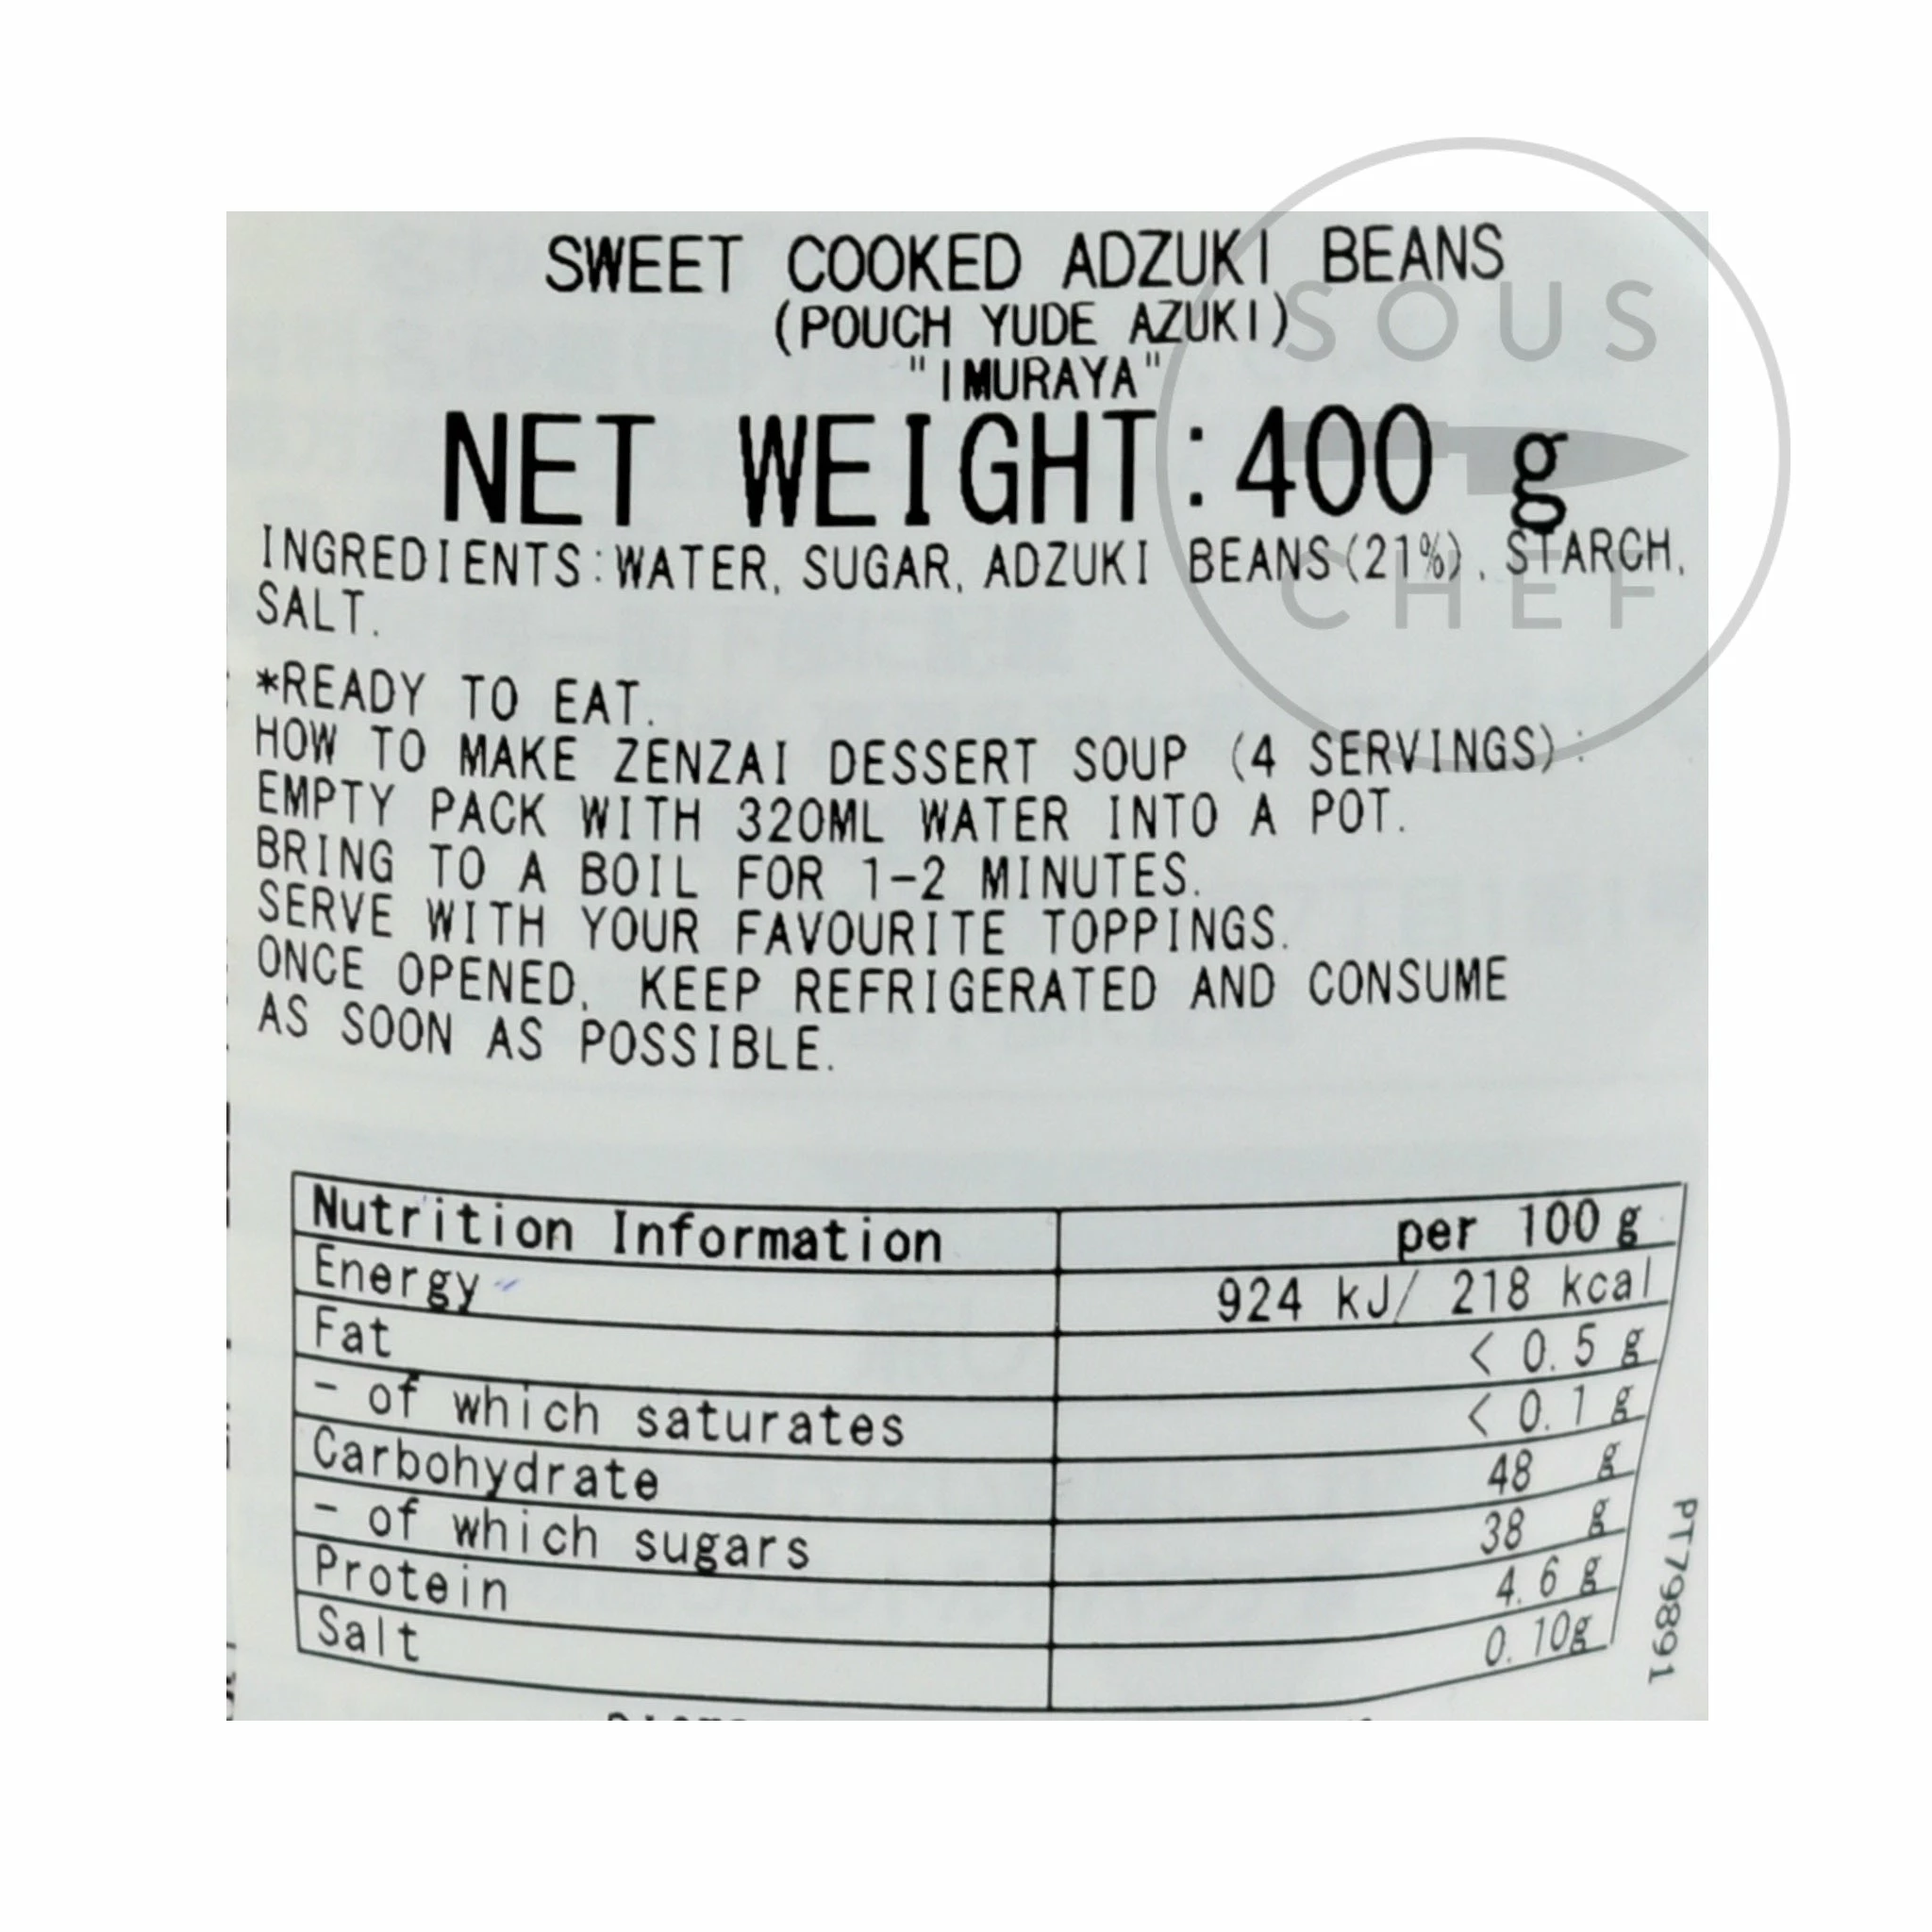 SWEET COOKED ADZUKI BEANS
(POUCH YUDE AZUKI)
"IMURAYA"
NET WEIGHT:400 g
INGREDIENTS:WATER, SUGAR, ADZUKI BEANS(21%), STARCH,
SALT.
*READY TO EAT.
HOW TO MAKE ZENZAI DESSERT SOUP (4 SERVINGS):
EMPTY PACK WITH 320ML WATER INTO A POT.
BRING TO A BOIL FOR 1-2 MINUTES.
SERVE WITH YOUR FAVOURITE TOPPINGS.
ONCE OPENED, KEEP REFRIGERATED AND CONSUME
AS SOON AS POSSIBLE.
Nutrition Information per 100 g
Energy 924 kJ/ 218 kcal
Fat < 0.5 g
- of which saturates < 0.1 g
Carbohydrate 48 g
- of which sugars 38 g
Protein 4.6 g
Salt 0.10g
PT79891
SOUS
CHEF